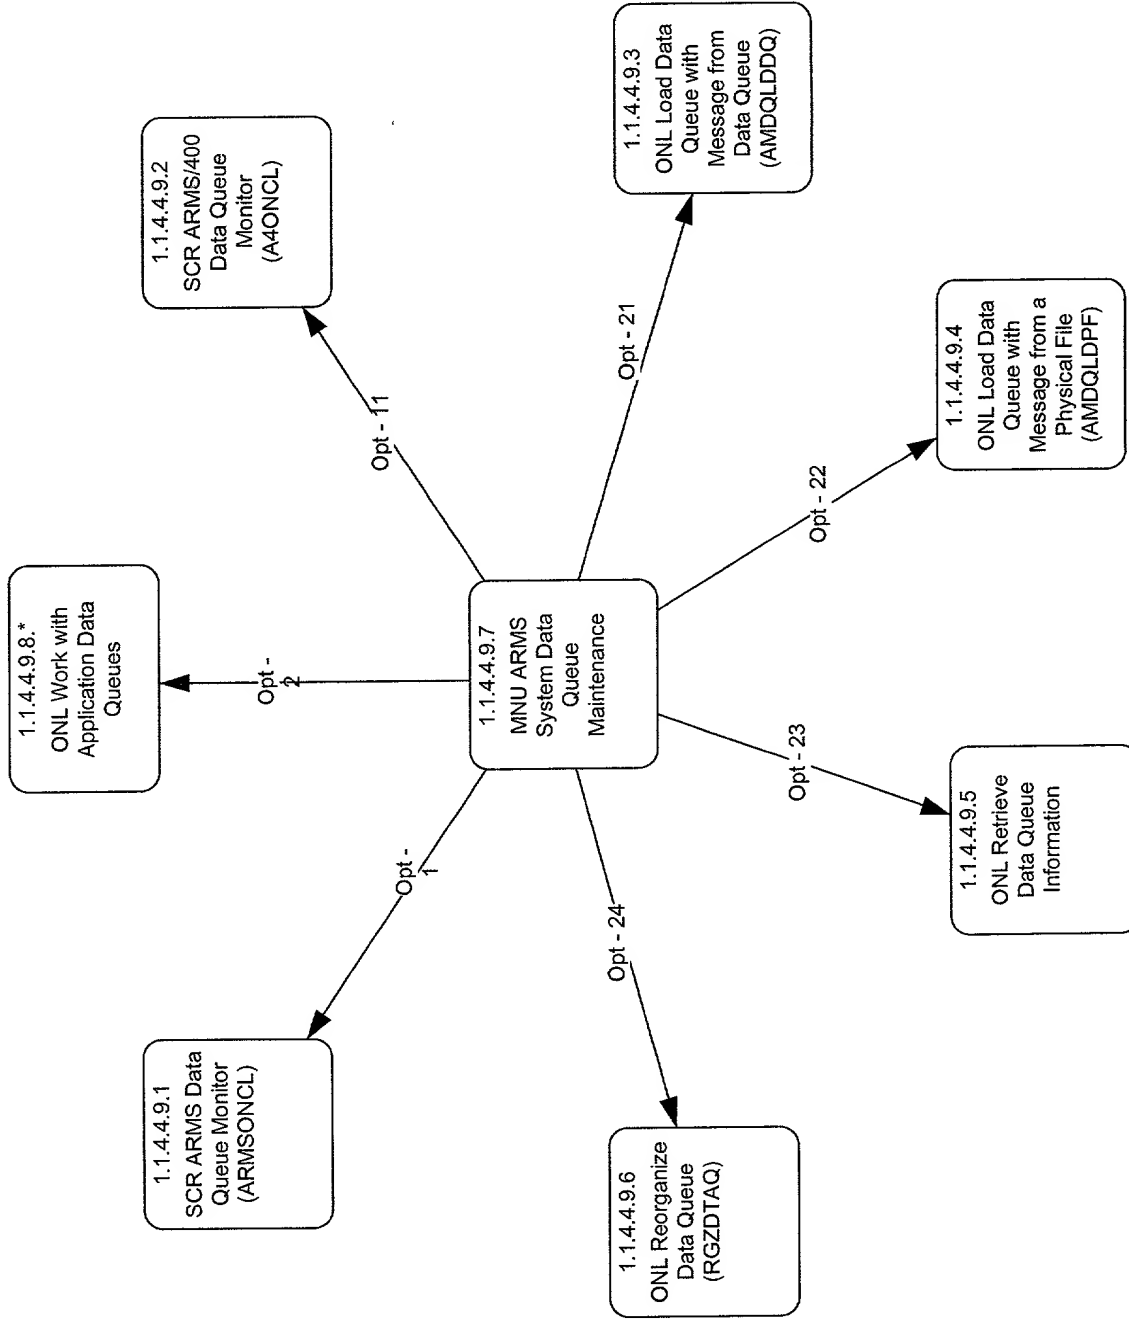 1.1.4.4.9.8.*
ONL Work with
Application Data
Queues
1.1.4.4.9.1
SCR ARMS Data
Queue Monitor
(ARMSONCL)
1.1.4.4.9.2
SCR ARMS/400
Data Queue
Monitor
(A4ONCL)
Opt -
2
Opt -
1
Opt - 11
1.1.4.4.9.7
MNU ARMS
System Data
Queue
Maintenance
Opt - 24
Opt - 21
1.1.4.4.9.6
ONL Reorganize
Data Queue
(RGZDTAQ)
1.1.4.4.9.3
ONL Load Data
Queue with
Message from
Data Queue
(AMDQLDDQ)
Opt - 23
Opt - 22
1.1.4.4.9.5
ONL Retrieve
Data Queue
Information
1.1.4.4.9.4
ONL Load Data
Queue with
Message from a
Physical File
(AMDQLDPF)